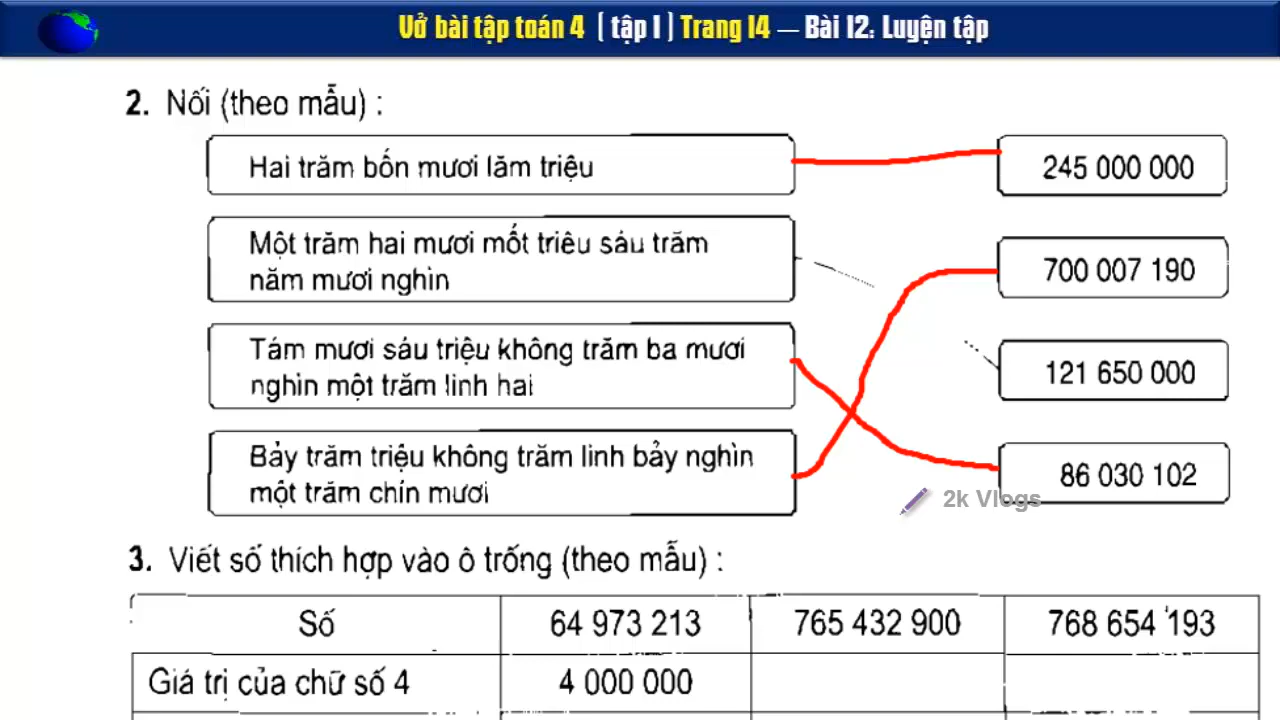 Vở bài tập toán 4 ( tập 1 ) Trang 14 – Bài 12: Luyện tập
2. Nối (theo mẫu) :
Hai trăm bốn mươi lăm triệu
245 000 000
Một trăm hai mươi mốt triệu sáu trăm
năm mươi nghìn
700 007 190
Tám mươi sáu triệu không trăm ba mươi
nghìn một trăm linh hai
121 650 000
Bảy trăm triệu không trăm linh bảy nghìn
một trăm chín mươi
86 030 102
2k Vlogs
3. Viết số thích hợp vào ô trống (theo mẫu) :
Số 64 973 213 765 432 900 768 654 193
Giá trị của chữ số 4 4 000 000